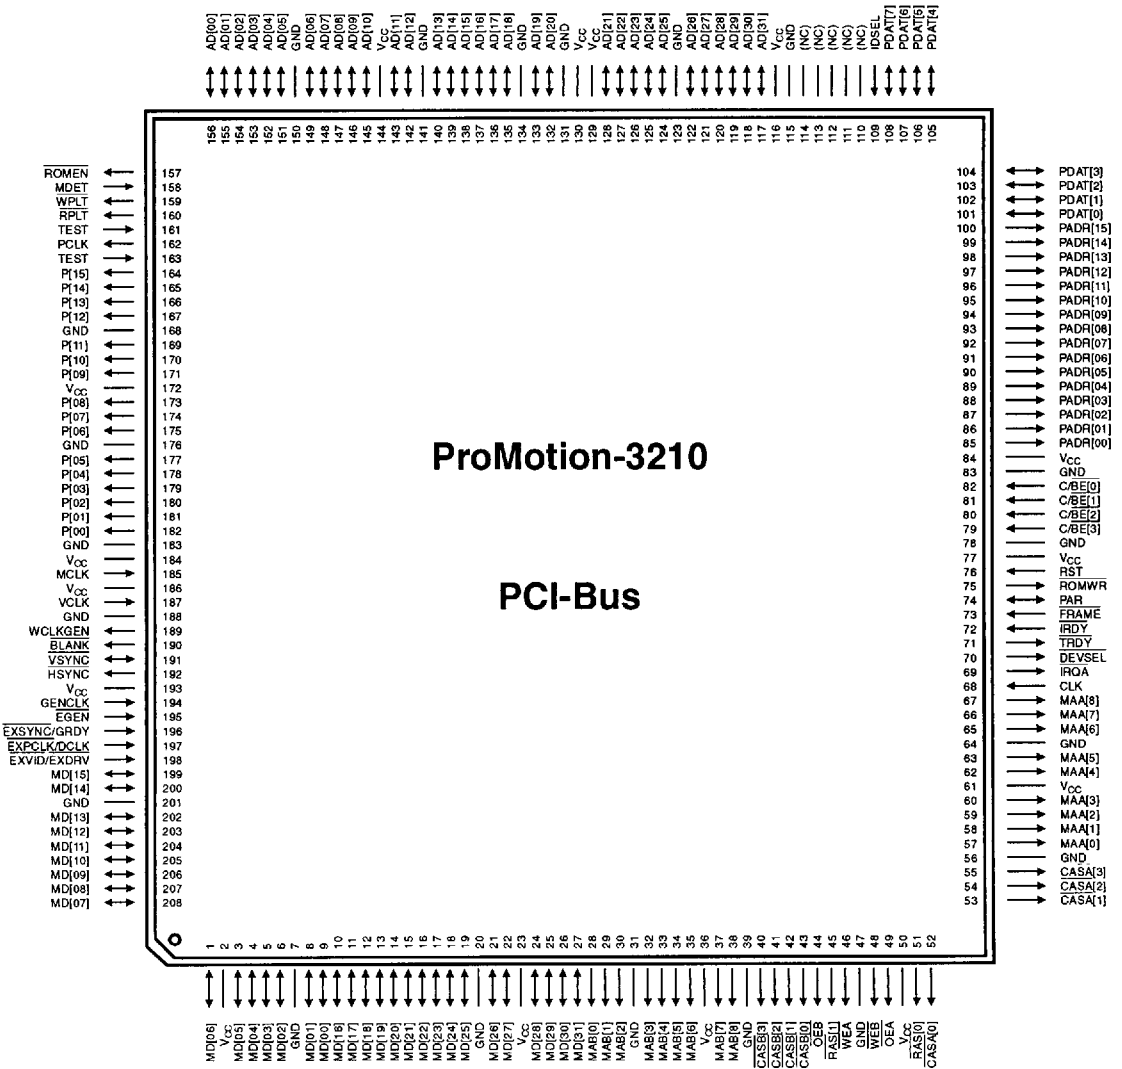 AD[00] AD[01] AD[02] AD[03] AD[04] AD[05] GND AD[06] AD[07] AD[08] AD[09] AD[10] VCC AD[11] AD[12] GND AD[13] AD[14] AD[15] AD[16] AD[17] AD[18] GND AD[19] AD[20] GND VCC VCC AD[21] AD[22] AD[23] AD[24] AD[25] GND AD[26] AD[27] AD[28] AD[29] AD[30] AD[31] VCC GND (NC) (NC) (NC) (NC) (NC) IDSEL PDAT[7] PDAT[6] PDAT[5] PDAT[4]
156 155 154 153 152 151 150 149 148 147 146 145 144 143 142 141 140 139 138 137 136 135 134 133 132 131 130 129 128 127 126 125 124 123 122 121 120 119 118 117 116 115 114 113 112 111 110 109 108 107 106 105
ROMEN 157
MDET 158
WPLT 159
RPLT 160
TEST 161
PCLK 162
TEST 163
P[15] 164
P[14] 165
P[13] 166
P[12] 167
GND 168
P[11] 169
P[10] 170
P[09] 171
VCC 172
P[08] 173
P[07] 174
P[06] 175
GND 176
P[05] 177
P[04] 178
P[03] 179
P[02] 180
P[01] 181
P[00] 182
GND 183
VCC 184
MCLK 185
VCC 186
VCLK 187
GND 188
WCLKGEN 189
BLANK 190
VSYNC 191
HSYNC 192
VCC 193
GENCLK 194
EGEN 195
EXSYNC/GRDY 196
EXPCLK/DCLK 197
EXVID/EXDRV 198
MD[15] 199
MD[14] 200
GND 201
MD[13] 202
MD[12] 203
MD[11] 204
MD[10] 205
MD[09] 206
MD[08] 207
MD[07] 208
ProMotion-3210
PCI-Bus
104 PDAT[3]
103 PDAT[2]
102 PDAT[1]
101 PDAT[0]
100 PADR[15]
99 PADR[14]
98 PADR[13]
97 PADR[12]
96 PADR[11]
95 PADR[10]
94 PADR[09]
93 PADR[08]
92 PADR[07]
91 PADR[06]
90 PADR[05]
89 PADR[04]
88 PADR[03]
87 PADR[02]
86 PADR[01]
85 PADR[00]
84 VCC
83 GND
82 C/BE[0]
81 C/BE[1]
80 C/BE[2]
79 C/BE[3]
78 GND
77 VCC
76 RST
75 ROMWR
74 PAR
73 FRAME
72 IRDY
71 TRDY
70 DEVSEL
69 IRQA
68 CLK
67 MAA[8]
66 MAA[7]
65 MAA[6]
64 GND
63 MAA[5]
62 MAA[4]
61 VCC
60 MAA[3]
59 MAA[2]
58 MAA[1]
57 MAA[0]
56 GND
55 CASA[3]
54 CASA[2]
53 CASA[1]
1 2 3 4 5 6 7 8 9 10 11 12 13 14 15 16 17 18 19 20 21 22 23 24 25 26 27 28 29 30 31 32 33 34 35 36 37 38 39 40 41 42 43 44 45 46 47 48 49 50 51 52
MD[06] VCC MD[05] MD[04] MD[03] MD[02] GND MD[01] MD[00] MD[16] MD[17] MD[18] MD[19] MD[20] MD[21] MD[22] MD[23] MD[24] MD[25] GND MD[26] MD[27] VCC MD[28] MD[29] MD[30] MD[31] MAB[0] MAB[1] MAB[2] GND MAB[3] MAB[4] MAB[5] MAB[6] VCC MAB[7] MAB[8] GND CASB[3] CASB[2] CASB[1] CASB[0] OEB RAS[1] WEA GND WEB OEA VCC RAS[0] CASA[0]